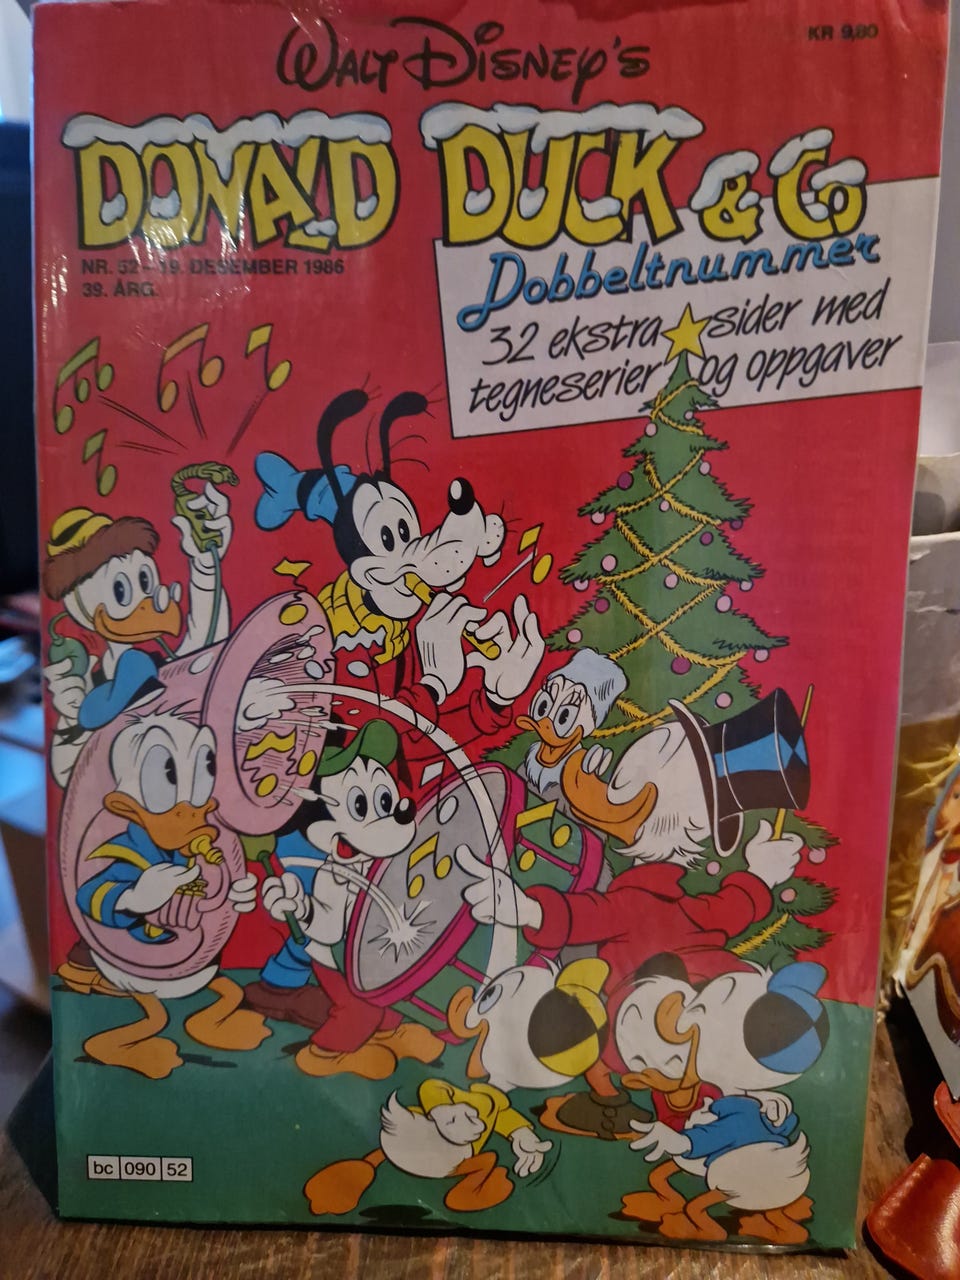 Walt Disney's
KR 9,80
DONALD DUCK & Co
NR. 52 - 19. DESEMBER 1986
39. ÅRG.
Dobbeltnummer
32 ekstra sider med
tegneserier og oppgaver
bc 090 52